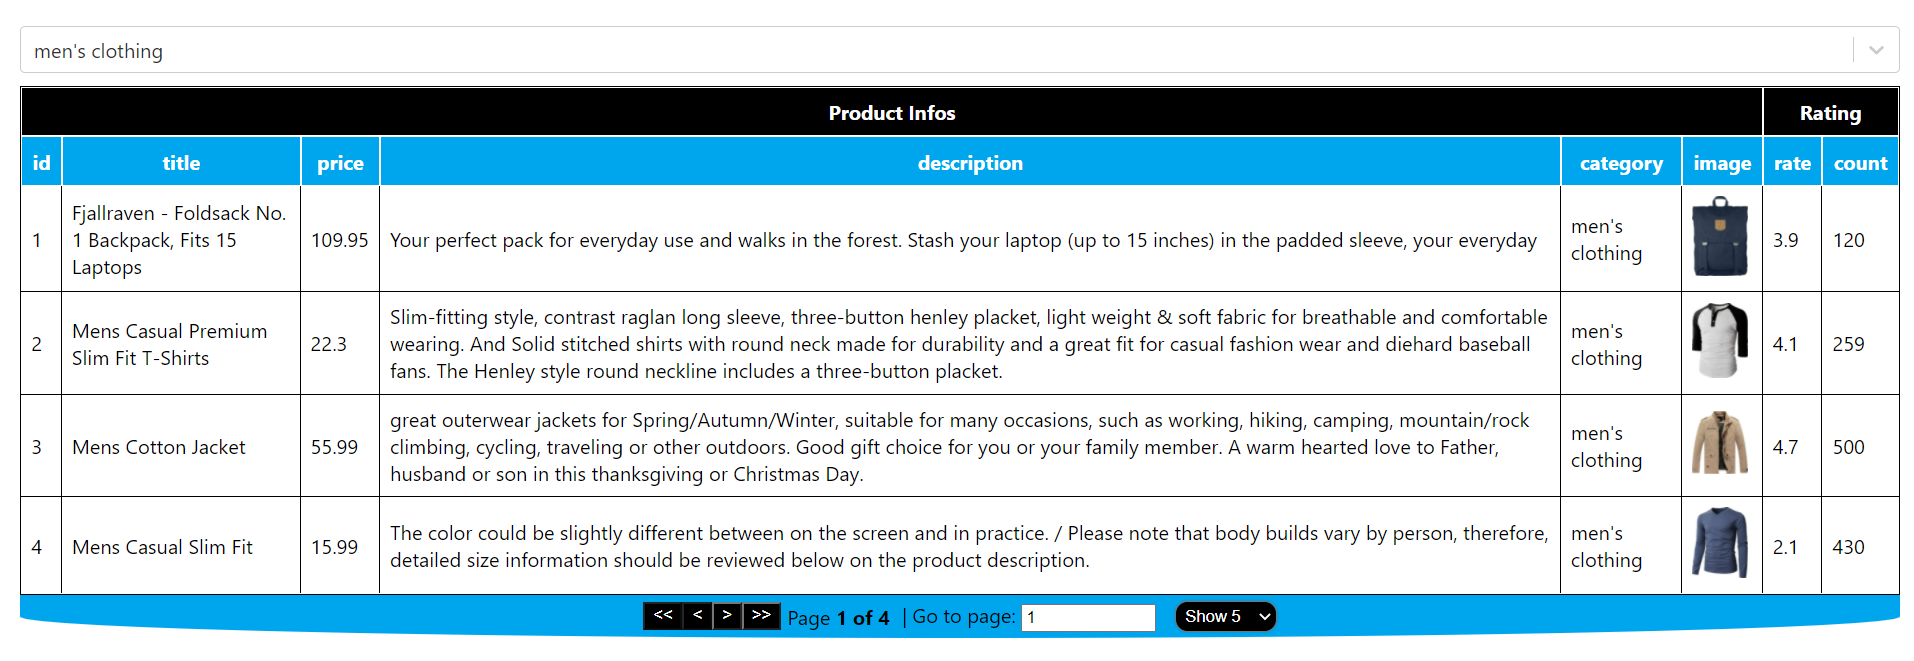 men's clothing
Product Infos Rating
id title price description category image rate count
Fjallraven - Foldsack No.
1 Backpack, Fits 15
Laptops
1 109.95 Your perfect pack for everyday use and walks in the forest. Stash your laptop (up to 15 inches) in the padded sleeve, your everyday
men's
clothing
3.9 120
2
Mens Casual Premium
Slim Fit T-Shirts
22.3
Slim-fitting style, contrast raglan long sleeve, three-button henley placket, light weight & soft fabric for breathable and comfortable
wearing. And Solid stitched shirts with round neck made for durability and a great fit for casual fashion wear and diehard baseball
fans. The Henley style round neckline includes a three-button placket.
men's
clothing
4.1 259
3 Mens Cotton Jacket 55.99
great outerwear jackets for Spring/Autumn/Winter, suitable for many occasions, such as working, hiking, camping, mountain/rock
climbing, cycling, traveling or other outdoors. Good gift choice for you or your family member. A warm hearted love to Father,
husband or son in this thanksgiving or Christmas Day.
men's
clothing
4.7 500
4 Mens Casual Slim Fit 15.99
The color could be slightly different between on the screen and in practice. / Please note that body builds vary by person, therefore,
detailed size information should be reviewed below on the product description.
men's
clothing
2.1 430
<< < > >> Page 1 of 4 | Go to page: 1 Show 5